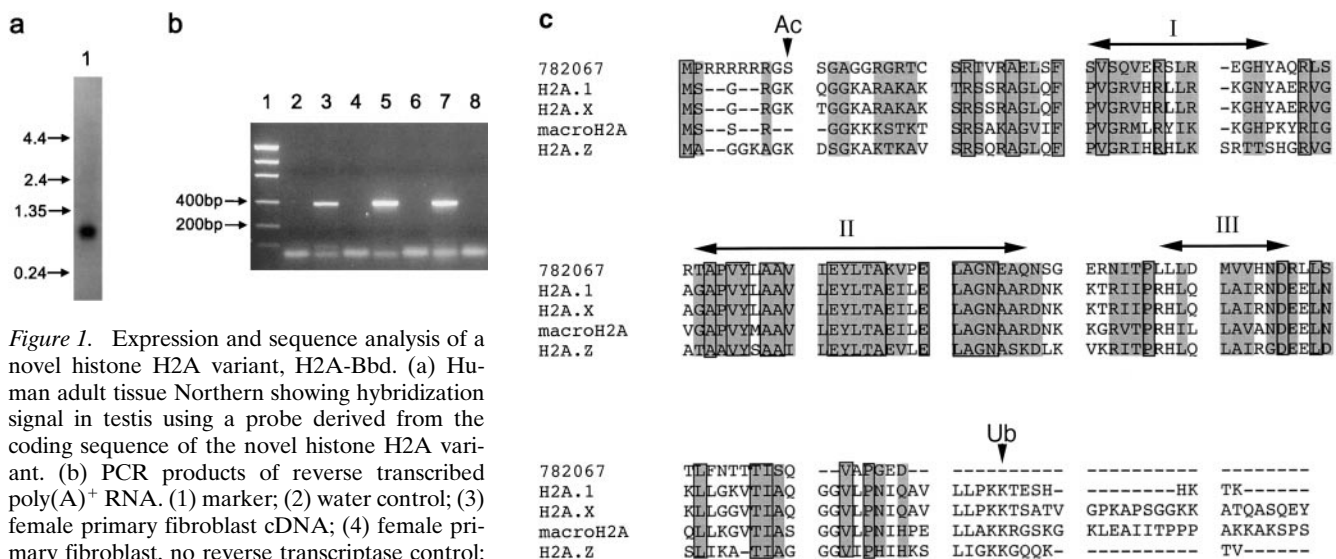 a
1
4.4
2.4
1.35
0.24
b
1 2 3 4 5 6 7 8
400bp
200bp
Figure 1. Expression and sequence analysis of a
novel histone H2A variant, H2A-Bbd. (a) Hu-
man adult tissue Northern showing hybridization
signal in testis using a probe derived from the
coding sequence of the novel histone H2A vari-
ant. (b) PCR products of reverse transcribed
poly(A)+ RNA. (1) marker; (2) water control; (3)
female primary fibroblast cDNA; (4) female pri-
mary fibroblast, no reverse transcriptase control;
c
Ac I
782067 MPRRRRRRGS SGAGGRGRTC SRTVRAELSF SVSQVERSLR -EGHYAQRLS
H2A.1 MS--G--RGK QGGKARAKAK TRSSRAGLQF PVGRVHRLLR -KGNYAERVG
H2A.X MS--G--RGK TGGKARAKAK SRSSRAGLQF PVGRVHRLLR -KGHYAERVG
macroH2A MS--S--R-- -GGKKKSTKT SRSAKAGVIF PVGRMLRYIK -KGHPKYRIG
H2A.Z MA--GGKAGK DSGKAKTKAV SRSQRAGLQF PVGRIHRHLK SRTTSHGRVG
II III
782067 RTAPVYLAAV IEYLTAKVPE LAGNEAQNSG ERNITPLLLD MVVHNDRLLS
H2A.1 AGAPVYLAAV LEYLTAEILE LAGNAARDNK KTRIIPRHLQ LAIRNDEELN
H2A.X AGAPVYLAAV LEYLTAEILE LAGNAARDNK KTRIIPRHLQ LAIRNDEELN
macroH2A VGAPVYMAAV LEYLTAEILE LAGNAARDNK KGRVTPRHIL LAVANDEELN
H2A.Z ATAAVYSAAI LEYLTAEVLE LAGNASKDLK VKRITPRHLQ LAIRGDEELD
Ub
782067 TLFNTTTISQ --VAPGED-- ---------- ---------- --------
H2A.1 KLLGKVTIAQ GGVLPNIQAV LLPKKTESH- ---------HK TK------
H2A.X KLLGGVTIAQ GGVLPNIQAV LLPKKTSATV GPKAPSGGKK ATQASQEY
macroH2A QLLKGVTIAS GGVLPNIHPE LLAKKRGSKG KLEAIITPPP AKKAKSPS
H2A.Z SLIKA-TIAG GGVIPHIHKS LIGKKGQQK- ---------- TV------